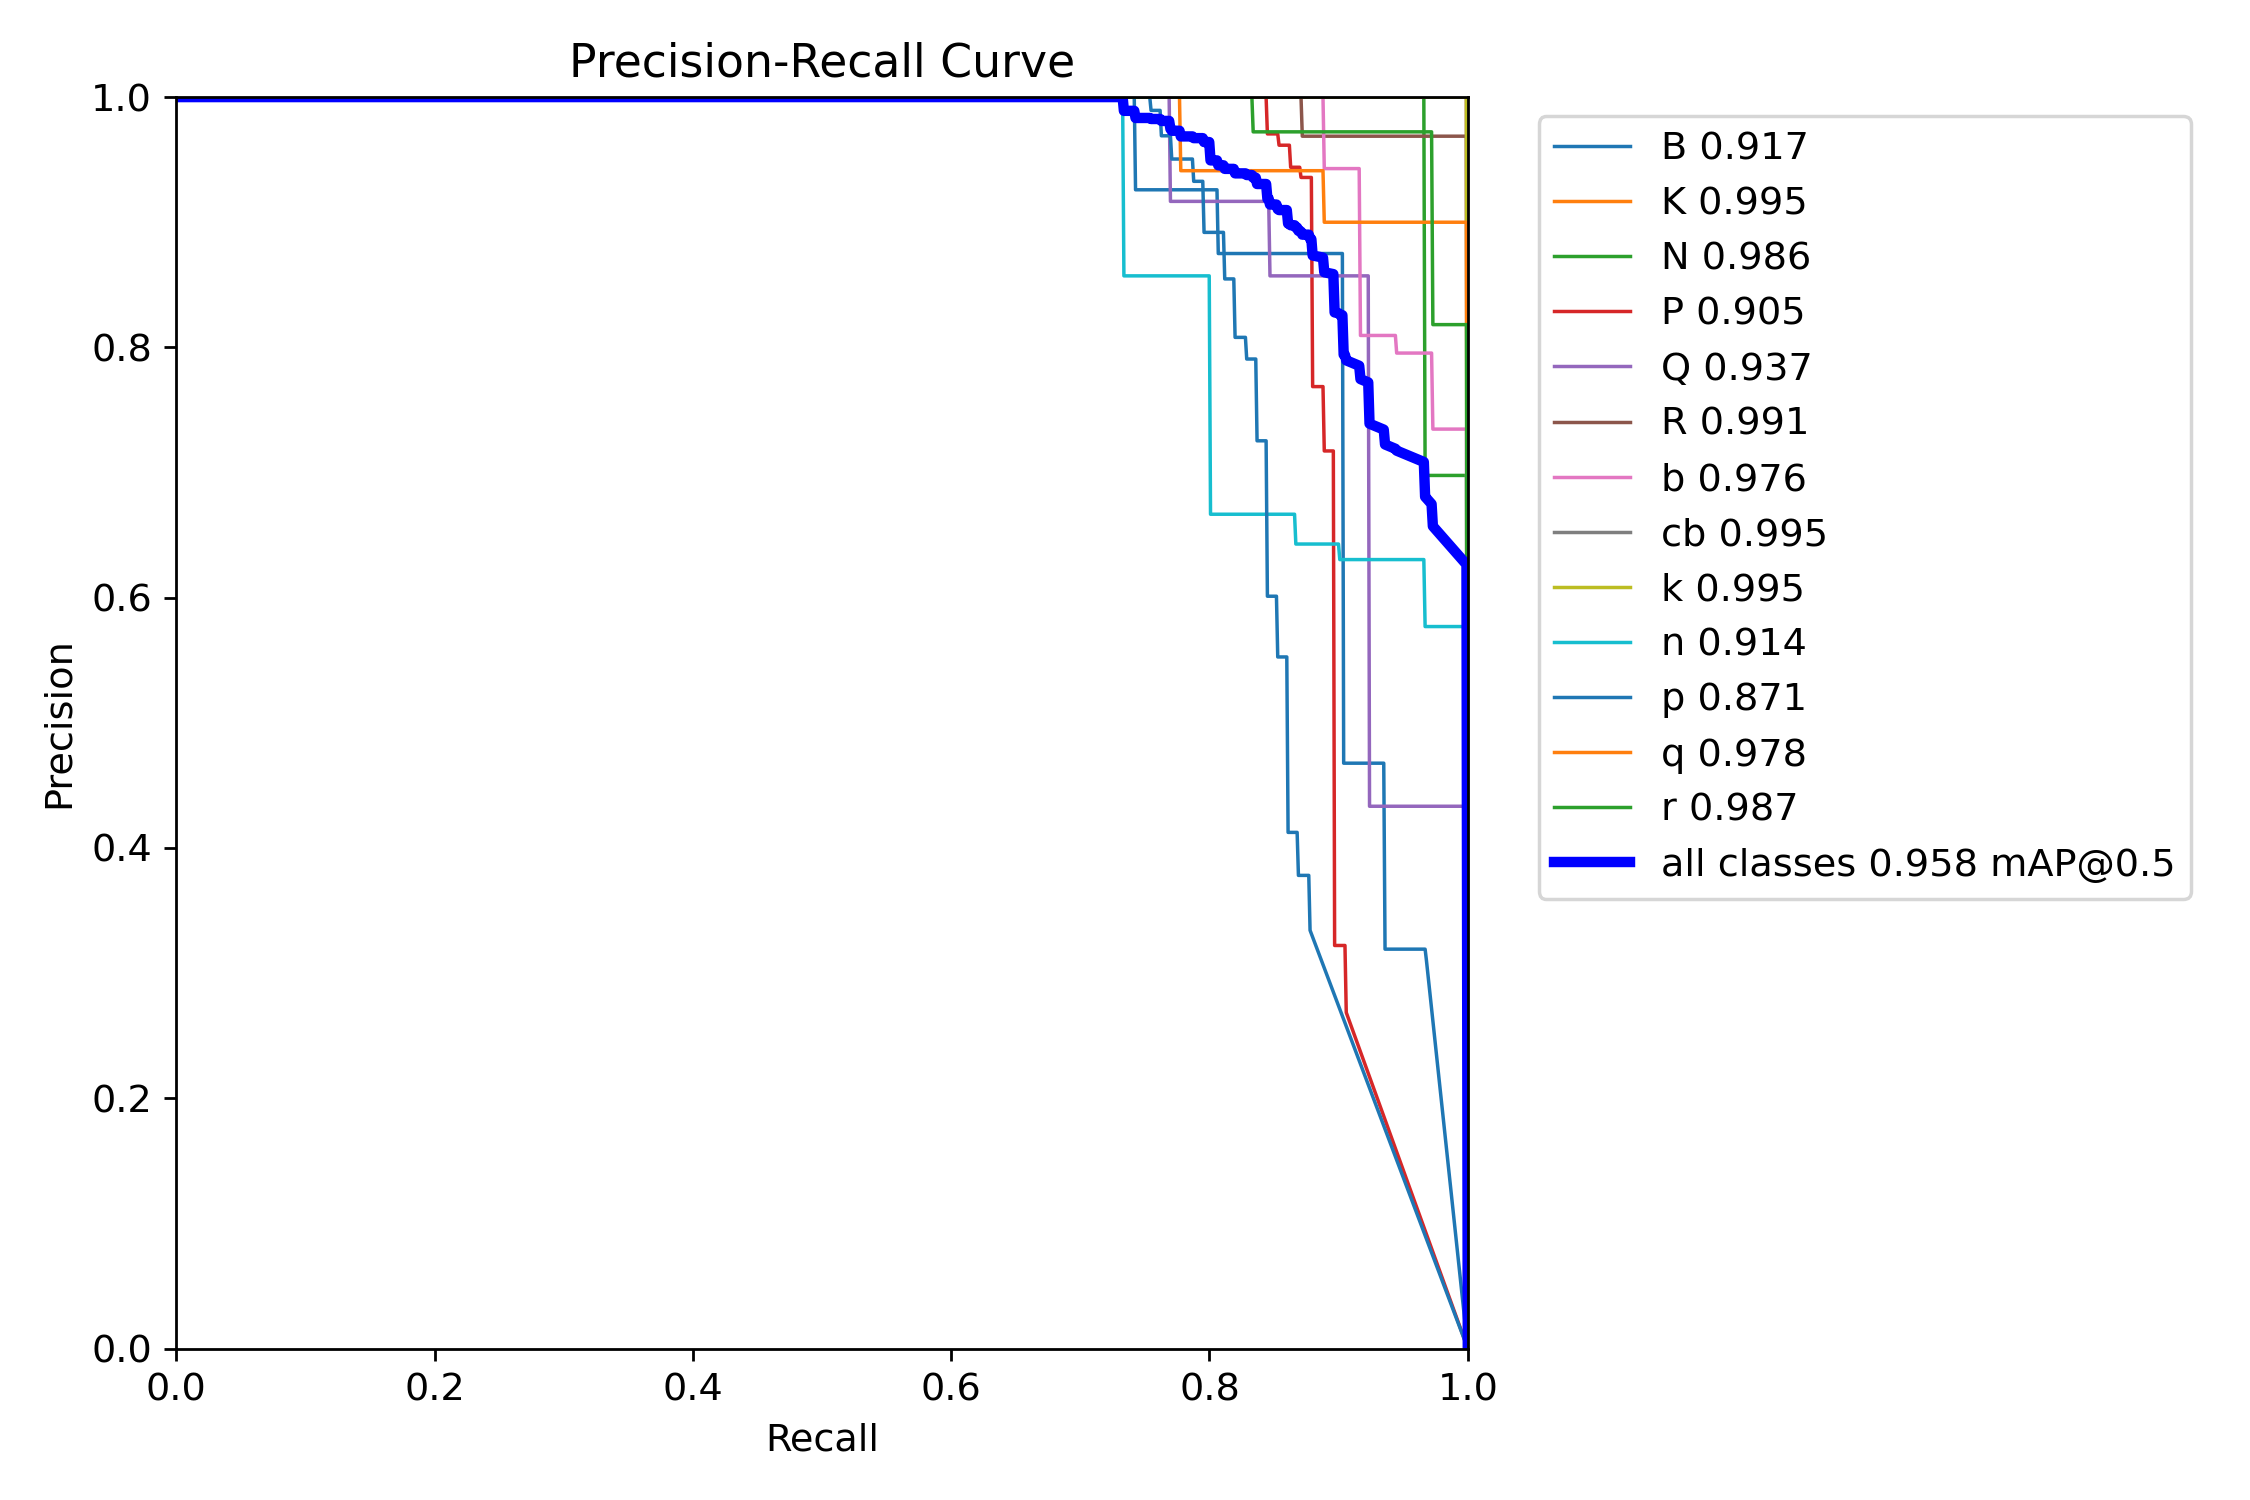 Precision-Recall Curve
1.0
0.8
0.6
0.4
0.2
0.0
Precision
0.0 0.2 0.4 0.6 0.8 1.0
Recall
B 0.917
K 0.995
N 0.986
P 0.905
Q 0.937
R 0.991
b 0.976
cb 0.995
k 0.995
n 0.914
p 0.871
q 0.978
r 0.987
all classes 0.958 mAP@0.5